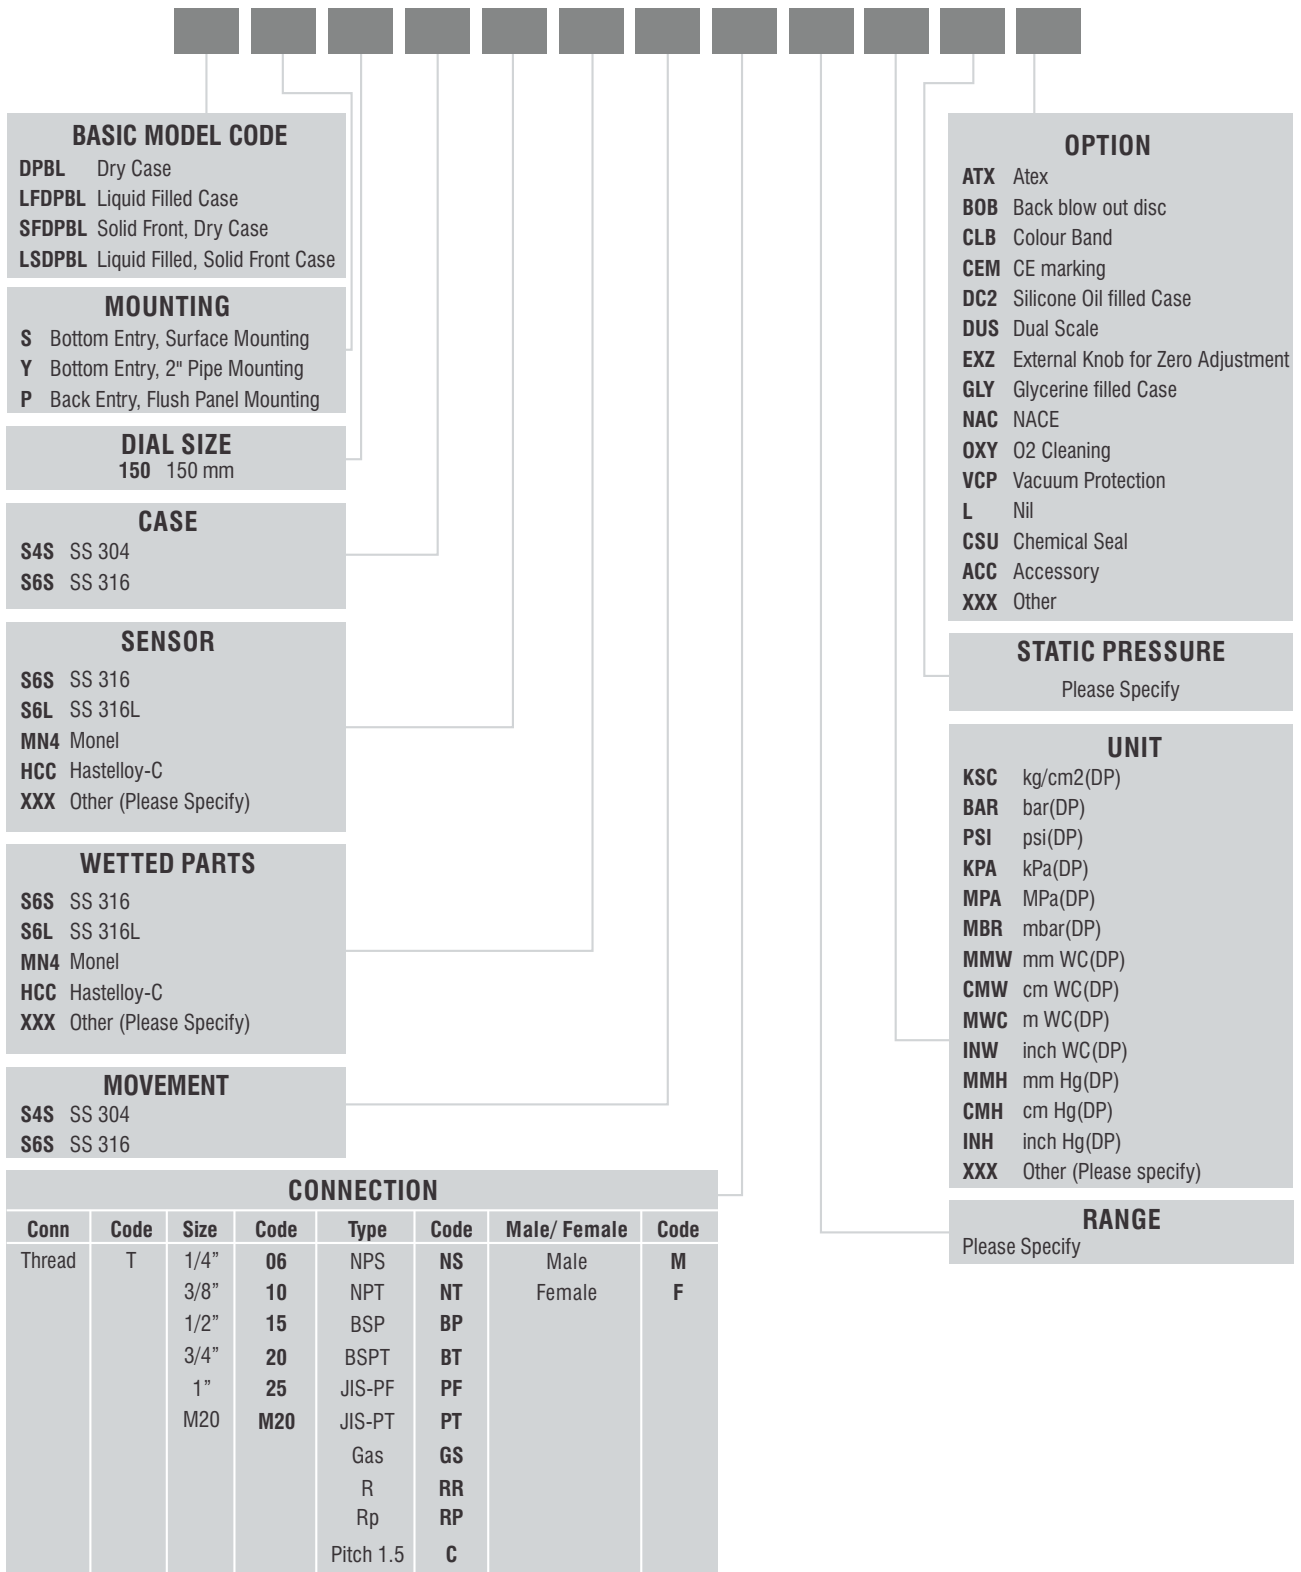 BASIC MODEL CODE
DPBL Dry Case
LFDPBL Liquid Filled Case
SFDPBL Solid Front, Dry Case
LSDPBL Liquid Filled, Solid Front Case
MOUNTING
S Bottom Entry, Surface Mounting
Y Bottom Entry, 2" Pipe Mounting
P Back Entry, Flush Panel Mounting
DIAL SIZE
150 150 mm
CASE
S4S SS 304
S6S SS 316
SENSOR
S6S SS 316
S6L SS 316L
MN4 Monel
HCC Hastelloy-C
XXX Other (Please Specify)
WETTED PARTS
S6S SS 316
S6L SS 316L
MN4 Monel
HCC Hastelloy-C
XXX Other (Please Specify)
MOVEMENT
S4S SS 304
S6S SS 316
CONNECTION
Conn Code Size Code Type Code Male/ Female Code
Thread T 1/4” 06 NPS NS Male M
3/8” 10 NPT NT Female F
1/2” 15 BSP BP
3/4” 20 BSPT BT
1” 25 JIS-PF PF
M20 M20 JIS-PT PT
Gas GS
R RR
Rp RP
Pitch 1.5 C
OPTION
ATX Atex
BOB Back blow out disc
CLB Colour Band
CEM CE marking
DC2 Silicone Oil filled Case
DUS Dual Scale
EXZ External Knob for Zero Adjustment
GLY Glycerine filled Case
NAC NACE
OXY O2 Cleaning
VCP Vacuum Protection
L Nil
CSU Chemical Seal
ACC Accessory
XXX Other
STATIC PRESSURE
Please Specify
UNIT
KSC kg/cm2(DP)
BAR bar(DP)
PSI psi(DP)
KPA kPa(DP)
MPA MPa(DP)
MBR mbar(DP)
MMW mm WC(DP)
CMW cm WC(DP)
MWC m WC(DP)
INW inch WC(DP)
MMH mm Hg(DP)
CMH cm Hg(DP)
INH inch Hg(DP)
XXX Other (Please specify)
RANGE
Please Specify